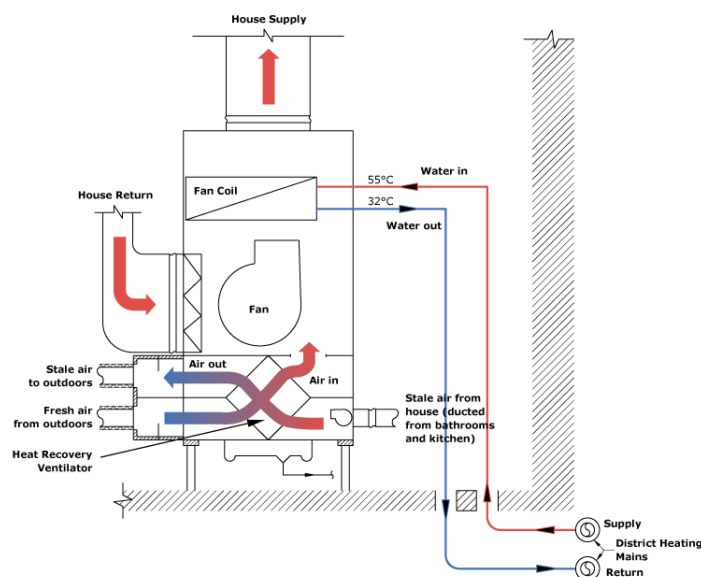 House Supply
55°C
Water in
Fan Coil
House Return
32°C
Water out
Fan
Air out
Stale air
to outdoors
Air in
Stale air from
house (ducted
from bathrooms
and kitchen)
Fresh air
from outdoors
Heat Recovery
Ventilator
Supply
District Heating
Mains
Return